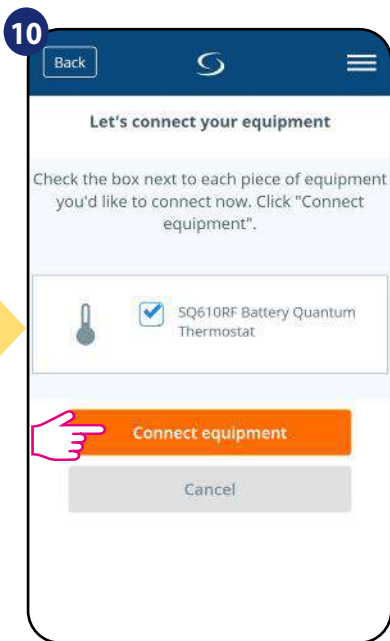 10
Back
Let's connect your equipment
Check the box next to each piece of equipment
you'd like to connect now. Click "Connect
equipment".
SQ610RF Battery Quantum
Thermostat
Connect equipment
Cancel